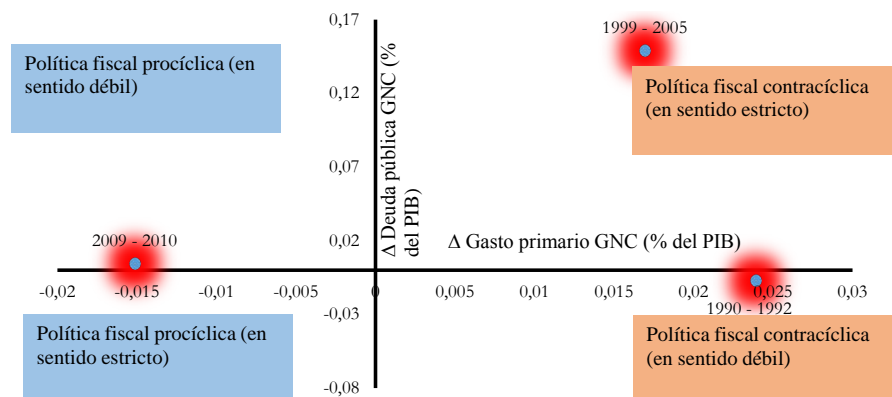 0,17
1999 - 2005
Política fiscal procíclica (en
sentido débil)
Δ Deuda pública GNC (%
del PIB)
Política fiscal contracíclica
(en sentido estricto)
0,12
0,07
0,02
2009 - 2010
Δ Gasto primario GNC (% del PIB)
-0,02
-0,015
-0,01
-0,005
0
0,005
0,01
0,015
0,02
0,025
0,03
-0,03
1990 - 1992
Política fiscal procíclica (en
sentido estricto)
Política fiscal contracíclica
(en sentido débil)
-0,08